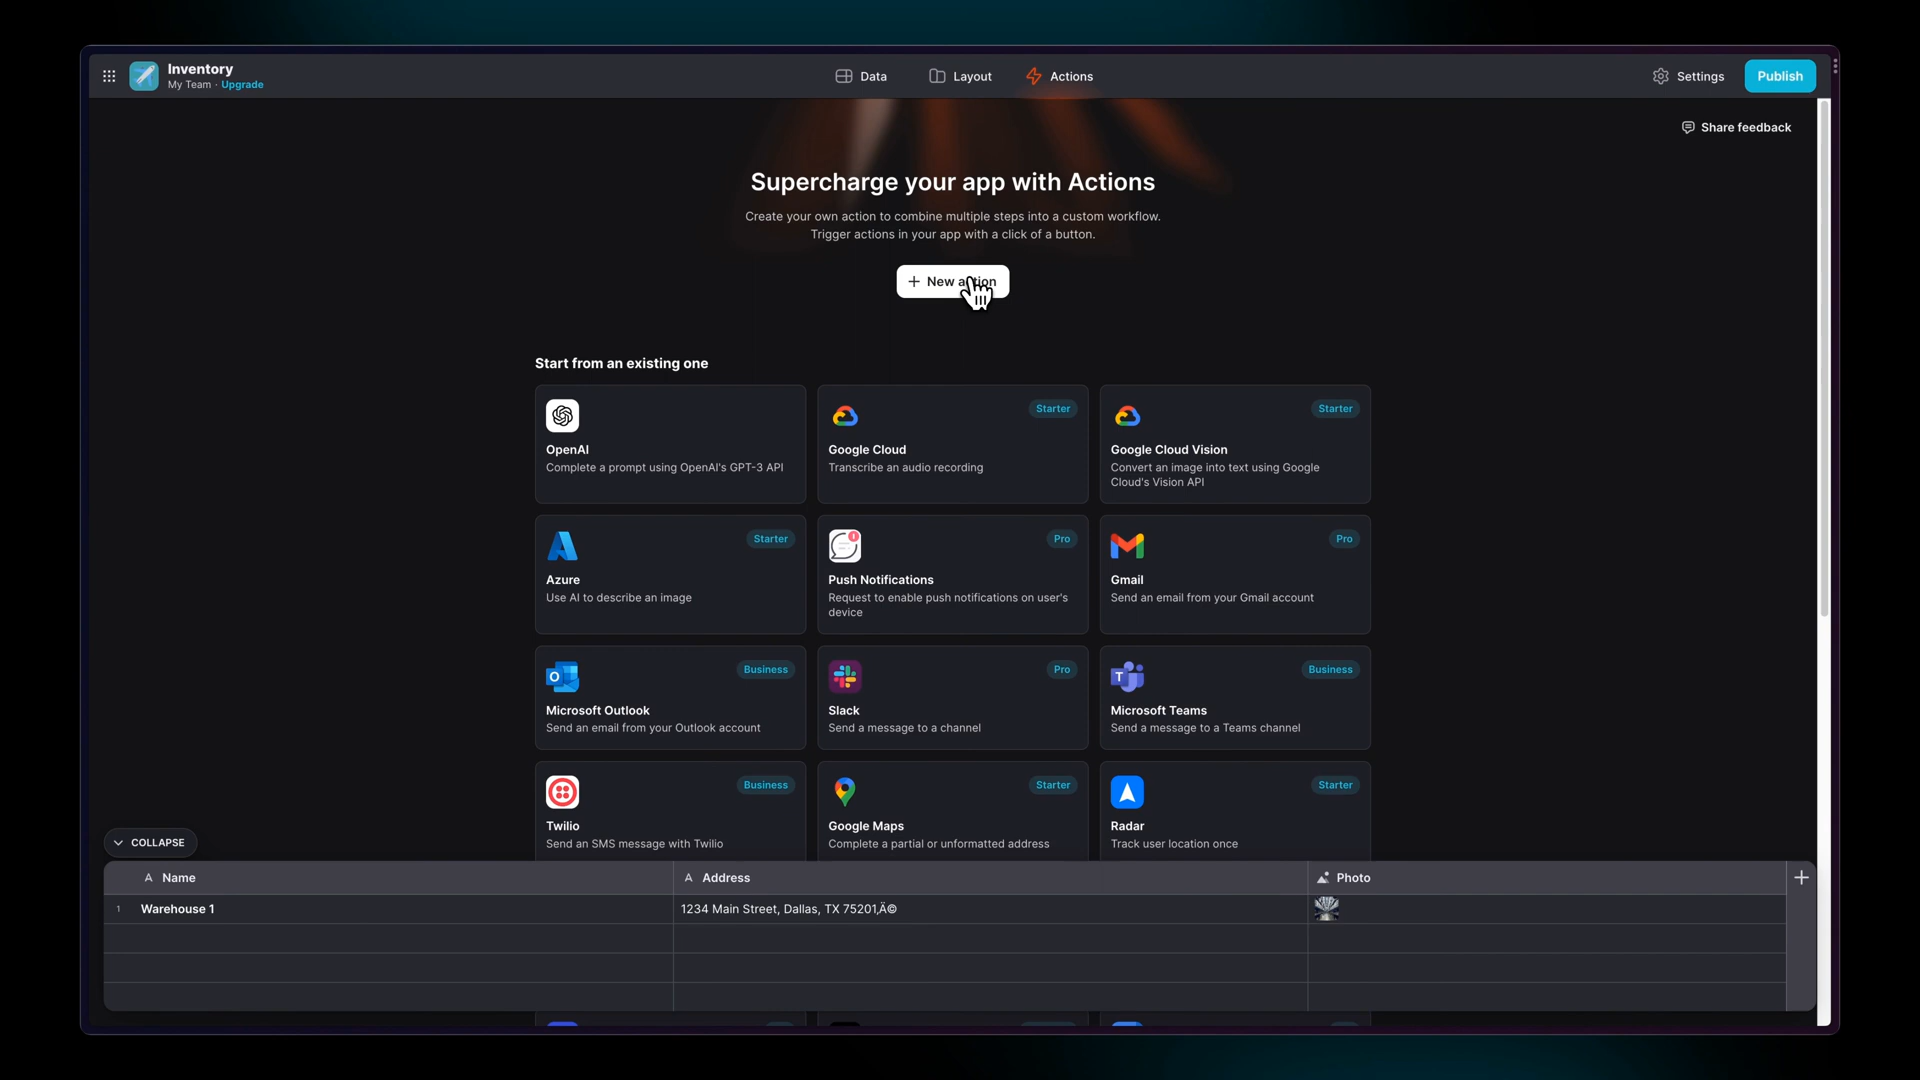 Inventory
My Team · Upgrade
Data
Layout
Actions
Settings
Publish
Share feedback
Supercharge your app with Actions
Create your own action to combine multiple steps into a custom workflow.
Trigger actions in your app with a click of a button.
+ New action
Start from an existing one
OpenAI
Complete a prompt using OpenAI's GPT-3 API
Starter
Google Cloud
Transcribe an audio recording
Starter
Google Cloud Vision
Convert an image into text using Google
Cloud's Vision API
Starter
Azure
Use AI to describe an image
Pro
Push Notifications
Request to enable push notifications on user's
device
Pro
Gmail
Send an email from your Gmail account
Business
Microsoft Outlook
Send an email from your Outlook account
Pro
Slack
Send a message to a channel
Business
Microsoft Teams
Send a message to a Teams channel
Business
Twilio
Send an SMS message with Twilio
Starter
Google Maps
Complete a partial or unformatted address
Starter
Radar
Track user location once
COLLAPSE
A Name
A Address
Photo
1 Warehouse 1
1234 Main Street, Dallas, TX 75201‚Ä©